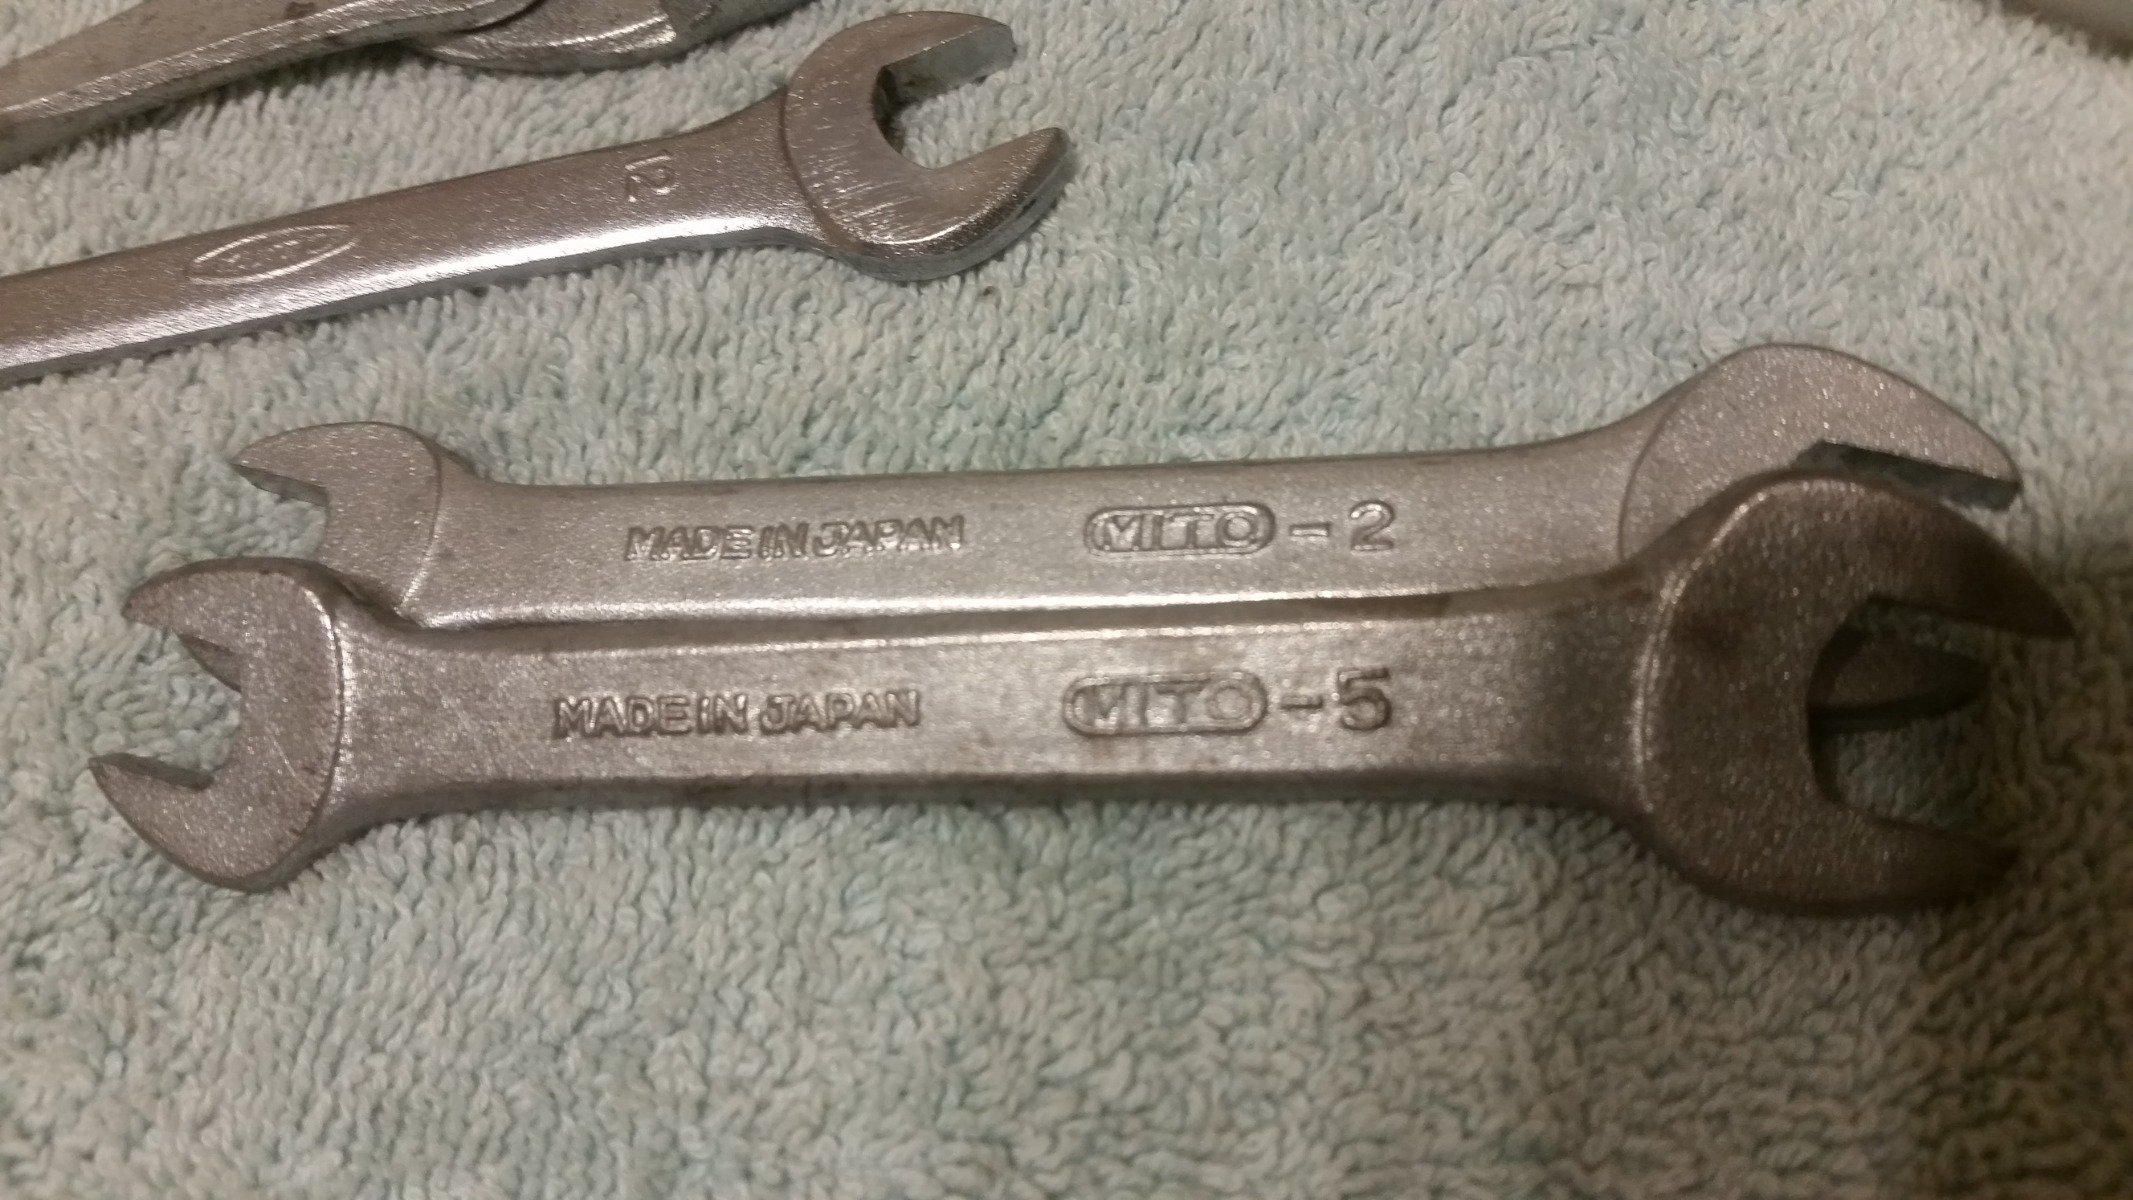 12
MADE IN JAPAN MITO - 2
MADE IN JAPAN MITO - 5